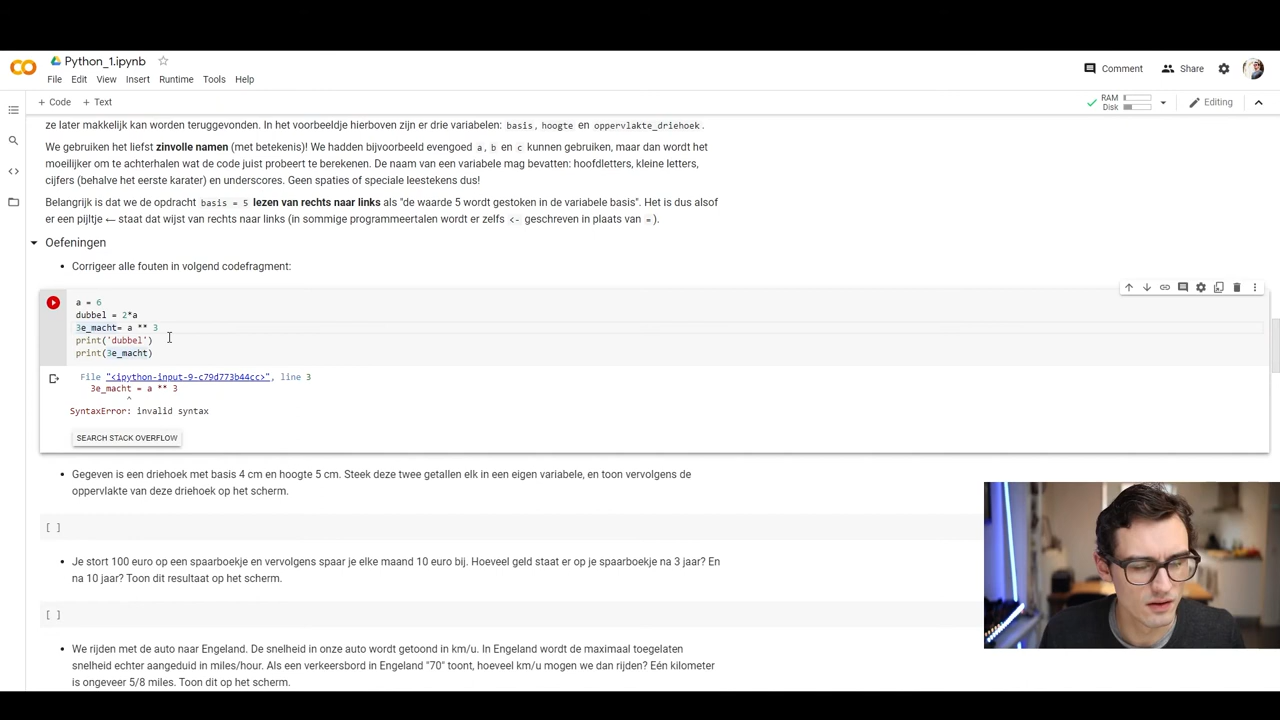 Python_1.ipynb
File Edit View Insert Runtime Tools Help
Comment Share
+ Code + Text
RAM
Disk
Editing
ze later makkelijk kan worden teruggevonden. In het voorbeeldje hierboven zijn er drie variabelen: basis, hoogte en oppervlakte_driehoek.
We gebruiken het liefst zinvolle namen (met betekenis)! We hadden bijvoorbeeld evengoed a, b en c kunnen gebruiken, maar dan wordt het
moeilijker om te achterhalen wat de code juist probeert te berekenen. De naam van een variabele mag bevatten: hoofdletters, kleine letters,
cijfers (behalve het eerste karater) en underscores. Geen spaties of speciale leestekens dus!
Belangrijk is dat we de opdracht basis = 5 lezen van rechts naar links als "de waarde 5 wordt gestoken in de variabele basis". Het is dus alsof
er een pijltje ← staat dat wijst van rechts naar links (in sommige programmeertalen wordt er zelfs <- geschreven in plaats van =).
Oefeningen
• Corrigeer alle fouten in volgend codefragment:
a = 6
dubbel = 2*a
3e_macht= a ** 3
print('dubbel')
print(3e_macht)
File "<ipython-input-9-c79d773b44cc>", line 3
3e_macht = a ** 3
^
SyntaxError: invalid syntax
SEARCH STACK OVERFLOW
• Gegeven is een driehoek met basis 4 cm en hoogte 5 cm. Steek deze twee getallen elk in een eigen variabele, en toon vervolgens de
oppervlakte van deze driehoek op het scherm.
[ ]
• Je stort 100 euro op een spaarboekje en vervolgens spaar je elke maand 10 euro bij. Hoeveel geld staat er op je spaarboekje na 3 jaar? En
na 10 jaar? Toon dit resultaat op het scherm.
[ ]
• We rijden met de auto naar Engeland. De snelheid in onze auto wordt getoond in km/u. In Engeland wordt de maximaal toegelaten
snelheid echter aangeduid in miles/hour. Als een verkeersbord in Engeland "70" toont, hoeveel km/u mogen we dan rijden? Eén kilometer
is ongeveer 5/8 miles. Toon dit op het scherm.